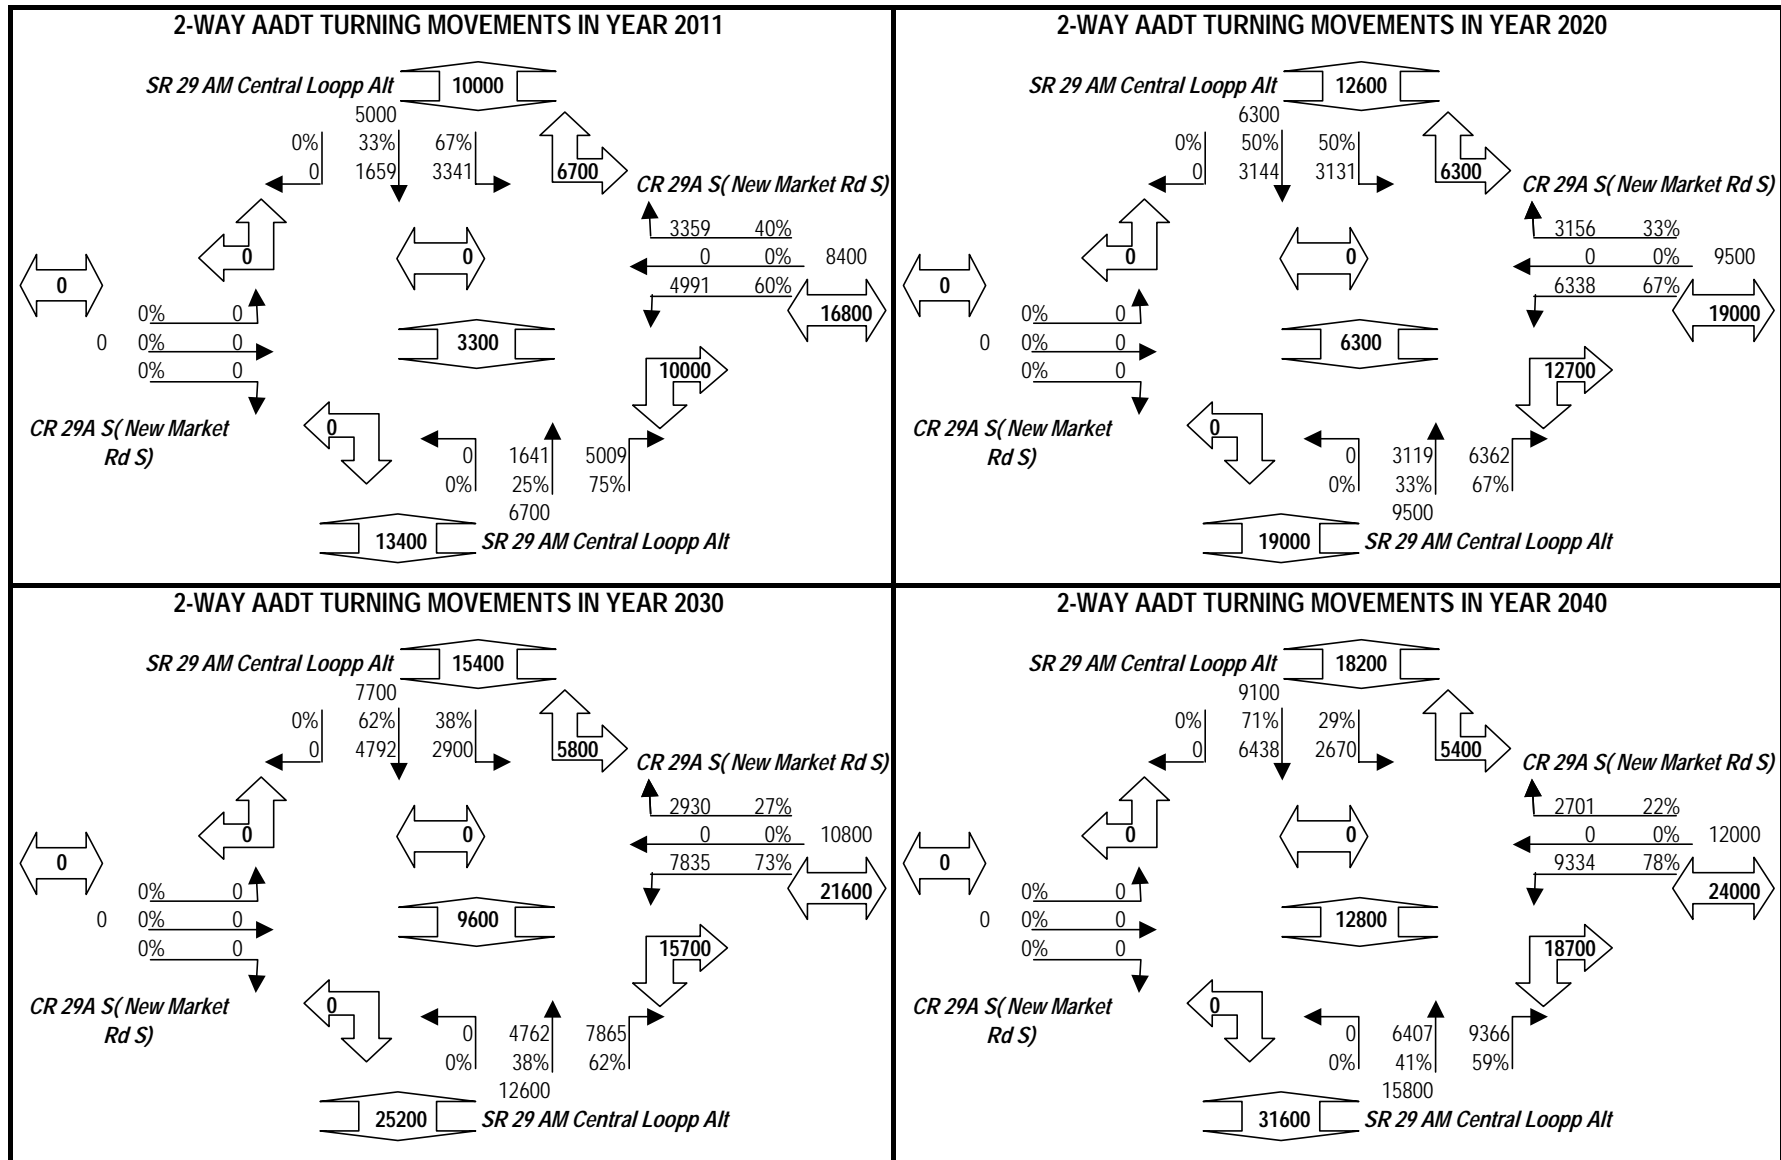 2-WAY AADT TURNING MOVEMENTS IN YEAR 2011
SR 29 AM Central Loopp Alt
10000
5000
0% 33% 67%
0 1659 3341
6700
CR 29A S( New Market Rd S)
3359 40%
0 0% 8400
4991 60%
16800
0
0
0
0% 0
0 0% 0
0% 0
3300
10000
CR 29A S( New Market
Rd S)
0
0 1641 5009
0% 25% 75%
6700
13400
SR 29 AM Central Loopp Alt
2-WAY AADT TURNING MOVEMENTS IN YEAR 2020
SR 29 AM Central Loopp Alt
12600
6300
0% 50% 50%
0 3144 3131
6300
CR 29A S( New Market Rd S)
3156 33%
0 0% 9500
6338 67%
19000
0
0
0
0% 0
0 0% 0
0% 0
6300
12700
CR 29A S( New Market
Rd S)
0
0 3119 6362
0% 33% 67%
9500
19000
SR 29 AM Central Loopp Alt
2-WAY AADT TURNING MOVEMENTS IN YEAR 2030
SR 29 AM Central Loopp Alt
15400
7700
0% 62% 38%
0 4792 2900
5800
CR 29A S( New Market Rd S)
2930 27%
0 0% 10800
7835 73%
21600
0
0
0
0% 0
0 0% 0
0% 0
9600
15700
CR 29A S( New Market
Rd S)
0
0 4762 7865
0% 38% 62%
12600
25200
SR 29 AM Central Loopp Alt
2-WAY AADT TURNING MOVEMENTS IN YEAR 2040
SR 29 AM Central Loopp Alt
18200
9100
0% 71% 29%
0 6438 2670
5400
CR 29A S( New Market Rd S)
2701 22%
0 0% 12000
9334 78%
24000
0
0
0
0% 0
0 0% 0
0% 0
12800
18700
CR 29A S( New Market
Rd S)
0
0 6407 9366
0% 41% 59%
15800
31600
SR 29 AM Central Loopp Alt